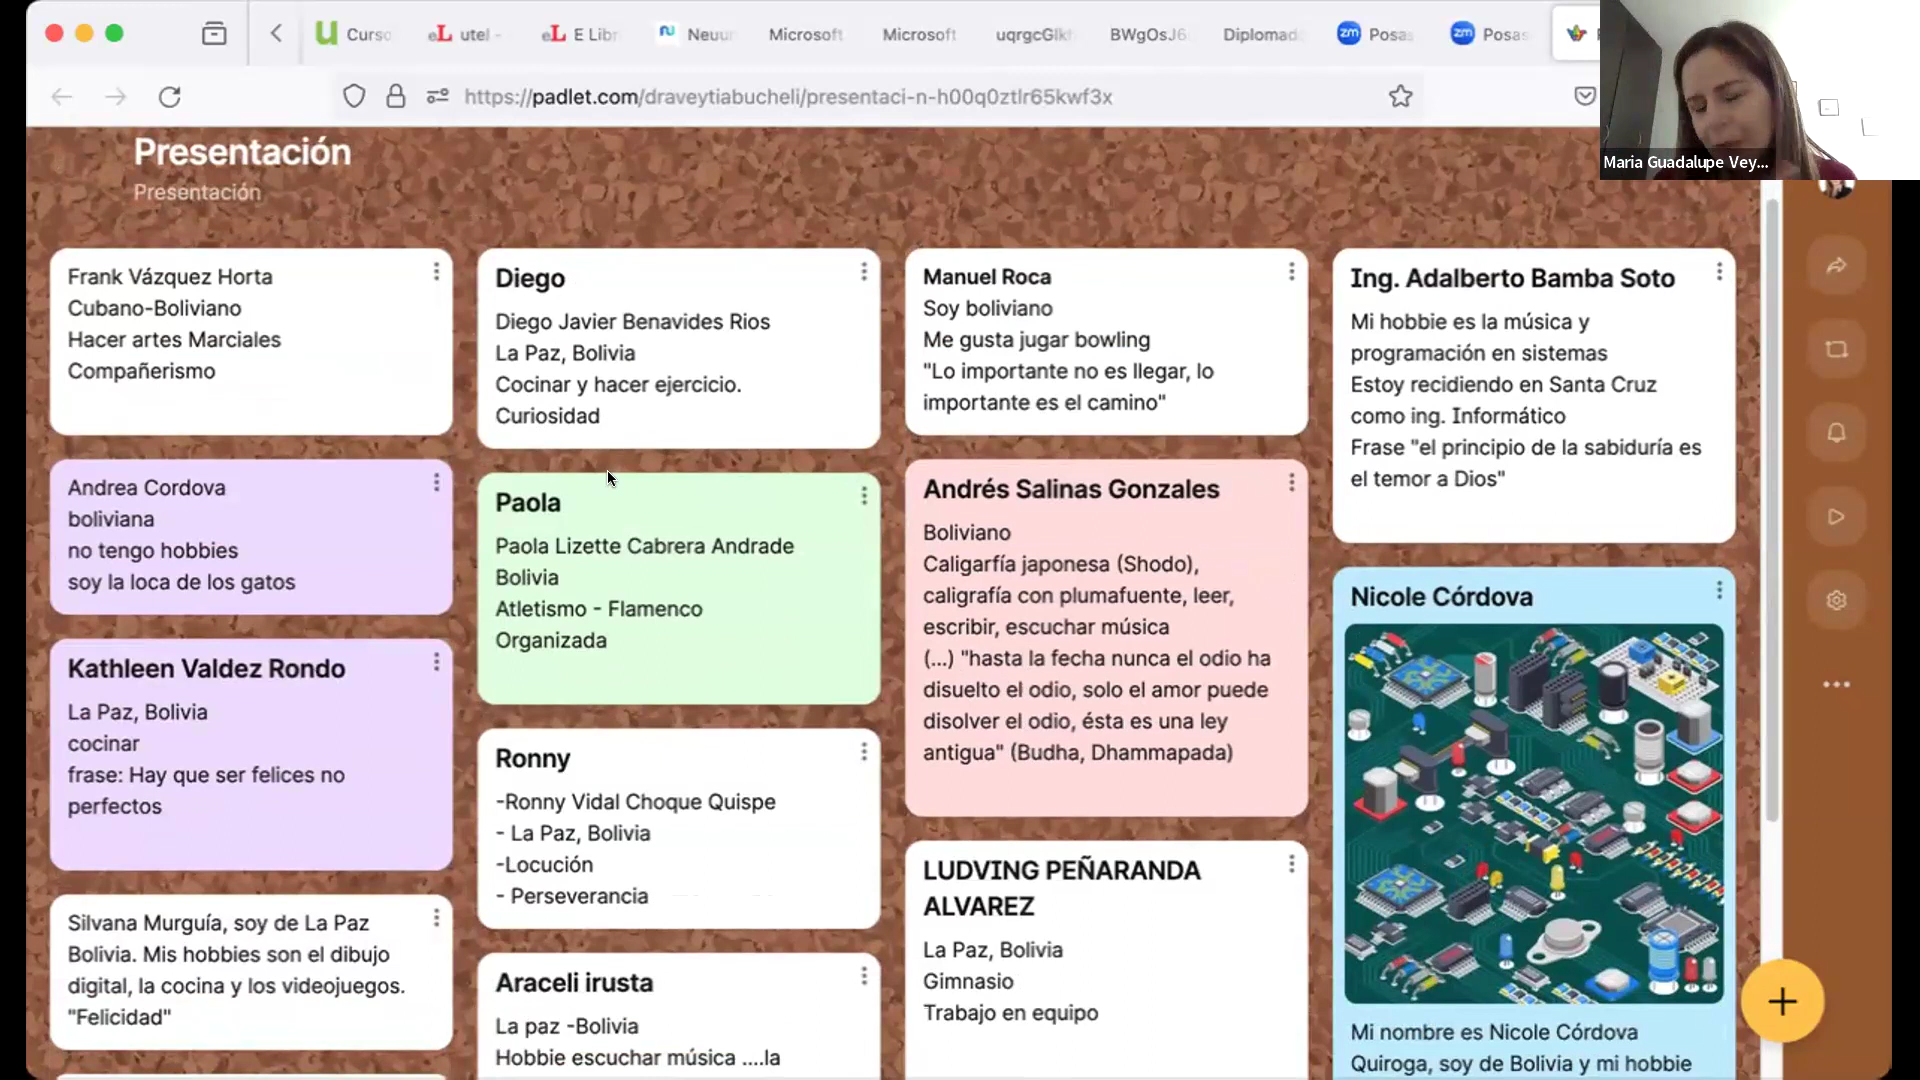 Curso
utel -
E Libr
Neuu
Microsoft
Microsoft
BWgOsJ6
Diplomad
zm
Posas
zm
Posas
https://padlet.com/draveytiabucheli/presentaci-n-h00q0ztlr65kwf3x
Maria Guadalupe Vey...
Presentación
Presentación
Frank Vázquez Horta
Cubano-Boliviano
Hacer artes Marciales
Compañerismo
Andrea Cordova
boliviana
no tengo hobbies
soy la loca de los gatos
Kathleen Valdez Rondo
La Paz, Bolivia
cocinar
frase: Hay que ser felices no
perfectos
Silvana Murguía, soy de La Paz
Bolivia. Mis hobbies son el dibujo
digital, la cocina y los videojuegos.
"Felicidad"
Diego
Diego Javier Benavides Rios
La Paz, Bolivia
Cocinar y hacer ejercicio.
Curiosidad
Paola
Paola Lizette Cabrera Andrade
Bolivia
Atletismo - Flamenco
Organizada
Ronny
-Ronny Vidal Choque Quispe
- La Paz, Bolivia
-Locución
- Perseverancia
Araceli irusta
La paz -Bolivia
Hobbie escuchar música ....la
Manuel Roca
Soy boliviano
Me gusta jugar bowling
"Lo importante no es llegar, lo
importante es el camino"
Andrés Salinas Gonzales
Boliviano
Caligarfía japonesa (Shodo),
caligrafía con plumafuente, leer,
escribir, escuchar música
(...) "hasta la fecha nunca el odio ha
disuelto el odio, solo el amor puede
disolver el odio, ésta es una ley
antigua" (Budha, Dhammapada)
LUDVING PEÑARANDA
ALVAREZ
La Paz, Bolivia
Gimnasio
Trabajo en equipo
Ing. Adalberto Bamba Soto
Mi hobbie es la música y
programación en sistemas
Estoy recidiendo en Santa Cruz
como ing. Informático
Frase "el principio de la sabiduría es
el temor a Dios"
Nicole Córdova
Mi nombre es Nicole Córdova
Quiroga, soy de Bolivia y mi hobbie